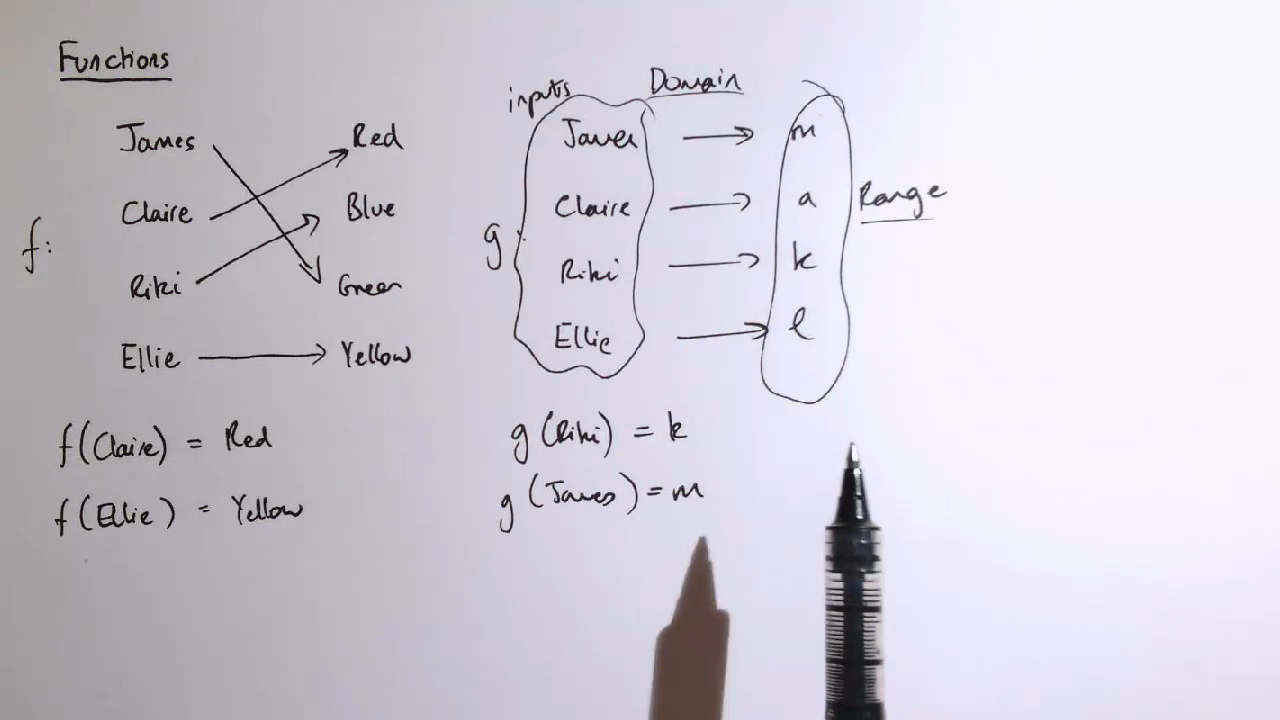 Functions
inputs Domain
James Red
Claire Blue
Riki Green
Ellie Yellow
f:
g
James m
Claire a
Riki k
Ellie l
Range
f(Claire) = Red
f(Ellie) = Yellow
g(Riki) = k
g(James) = m